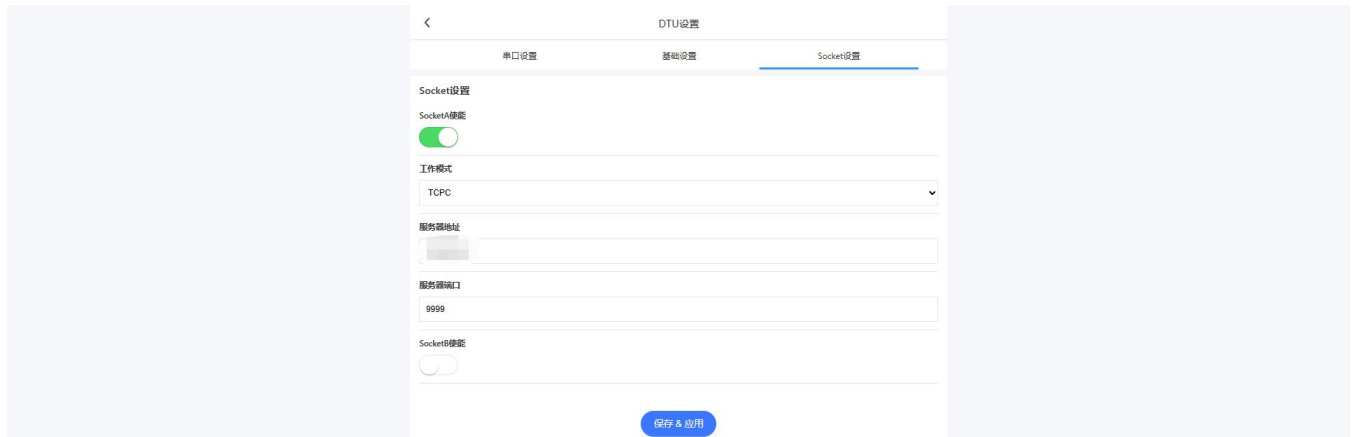 DTU设置
串口设置 基础设置 Socket设置
Socket设置
SocketA使能
工作模式
TCPC
服务器地址
服务器端口
9999
SocketB使能
保存 & 应用